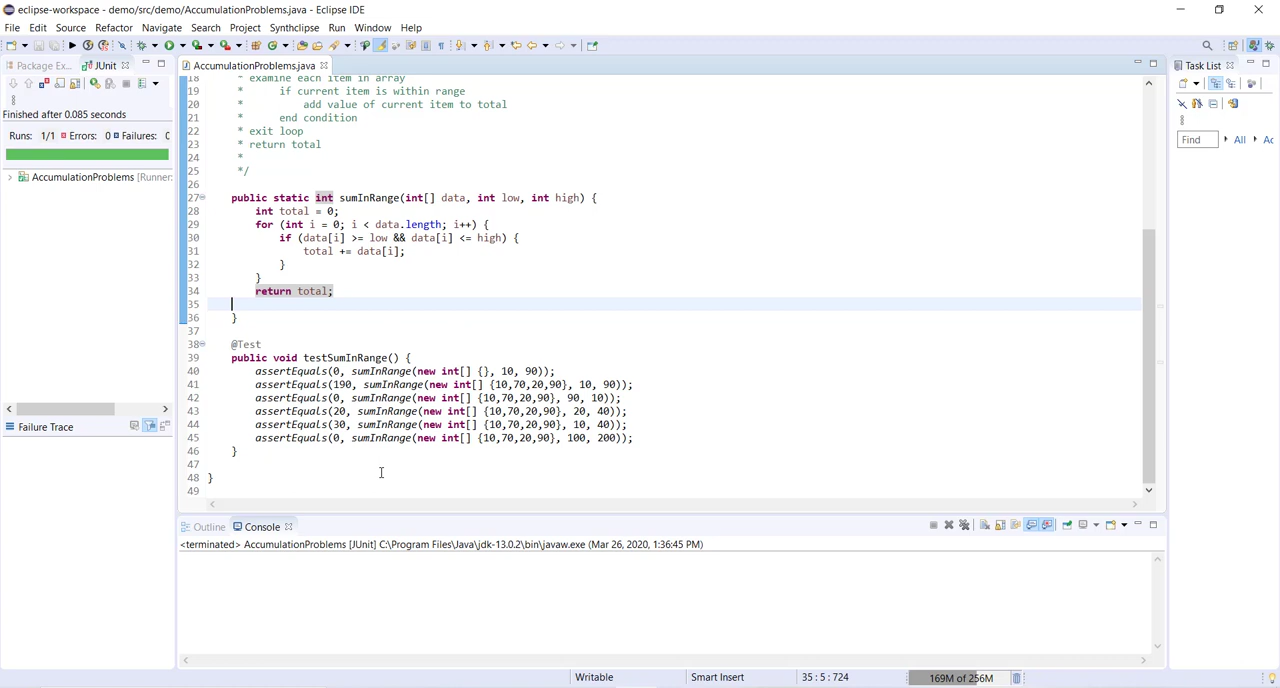 eclipse-workspace - demo/src/demo/AccumulationProblems.java - Eclipse IDE
File Edit Source Refactor Navigate Search Project Synthclipse Run Window Help
Package Ex... JUnit
AccumulationProblems.java
Task List
Finished after 0.085 seconds
Runs: 1/1 Errors: 0 Failures: 0
AccumulationProblems [Runner:
Failure Trace
18 * examine each item in array
19 * if current item is within range
20 * add value of current item to total
21 * end condition
22 * exit loop
23 * return total
24 *
25 */
26
27 public static int sumInRange(int[] data, int low, int high) {
28 int total = 0;
29 for (int i = 0; i < data.length; i++) {
30 if (data[i] >= low && data[i] <= high) {
31 total += data[i];
32 }
33 }
34 return total;
35
36 }
37
38 @Test
39 public void testSumInRange() {
40 assertEquals(0, sumInRange(new int[] {}, 10, 90));
41 assertEquals(190, sumInRange(new int[] {10,70,20,90}, 10, 90));
42 assertEquals(0, sumInRange(new int[] {10,70,20,90}, 90, 10));
43 assertEquals(20, sumInRange(new int[] {10,70,20,90}, 20, 40));
44 assertEquals(30, sumInRange(new int[] {10,70,20,90}, 10, 40));
45 assertEquals(0, sumInRange(new int[] {10,70,20,90}, 100, 200));
46 }
47
48 }
49
Find All Ac
Outline Console
<terminated> AccumulationProblems [JUnit] C:\Program Files\Java\jdk-13.0.2\bin\javaw.exe (Mar 26, 2020, 1:36:45 PM)
Writable Smart Insert 35 : 5 : 724 169M of 256M